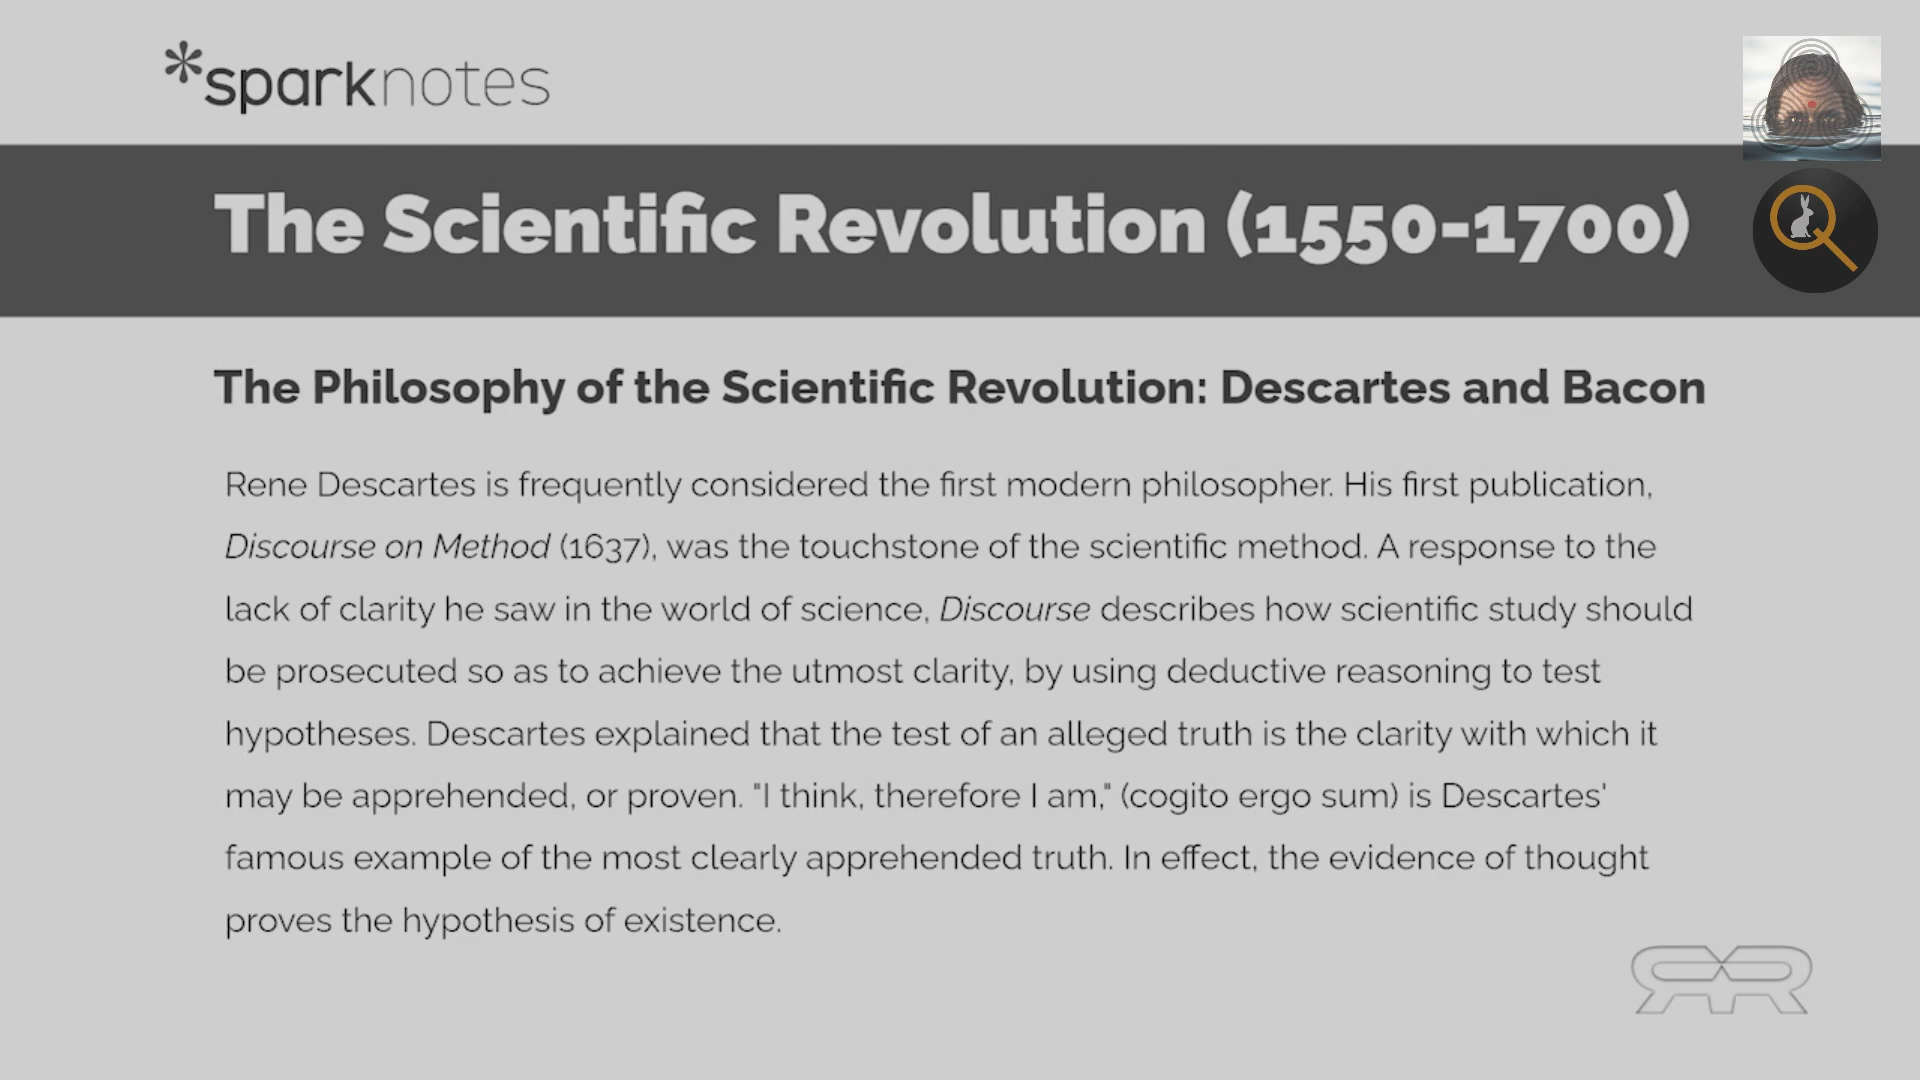 *sparknotes
The Scientific Revolution (1550-1700)
The Philosophy of the Scientific Revolution: Descartes and Bacon
Rene Descartes is frequently considered the first modern philosopher. His first publication,
Discourse on Method (1637), was the touchstone of the scientific method. A response to the
lack of clarity he saw in the world of science, Discourse describes how scientific study should
be prosecuted so as to achieve the utmost clarity, by using deductive reasoning to test
hypotheses. Descartes explained that the test of an alleged truth is the clarity with which it
may be apprehended, or proven. "I think, therefore I am," (cogito ergo sum) is Descartes'
famous example of the most clearly apprehended truth. In effect, the evidence of thought
proves the hypothesis of existence.